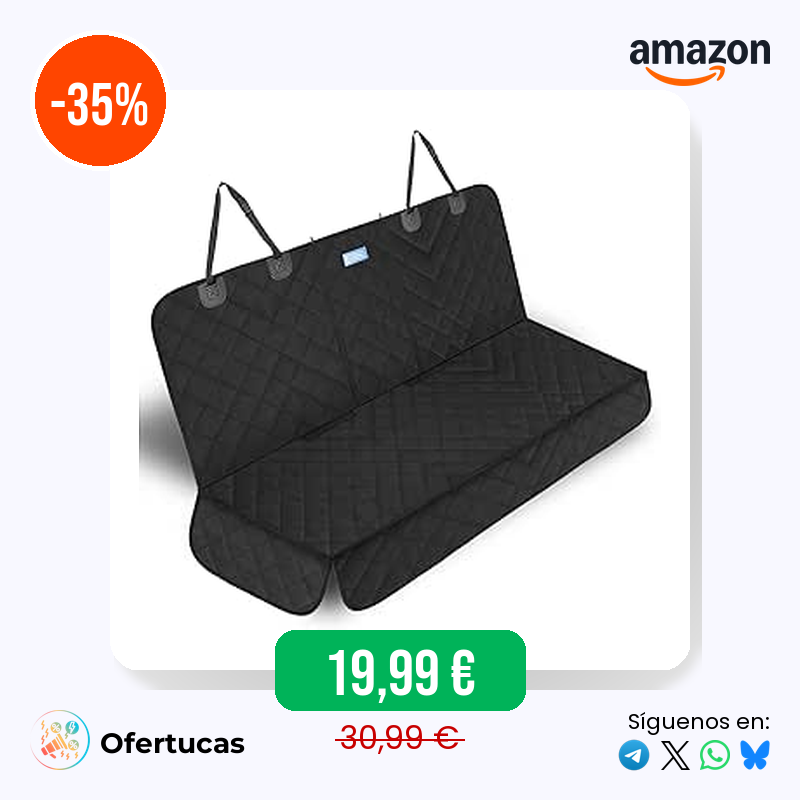 -35%
amazon
19,99 €
30,99 €
Ofertucas
Síguenos en: